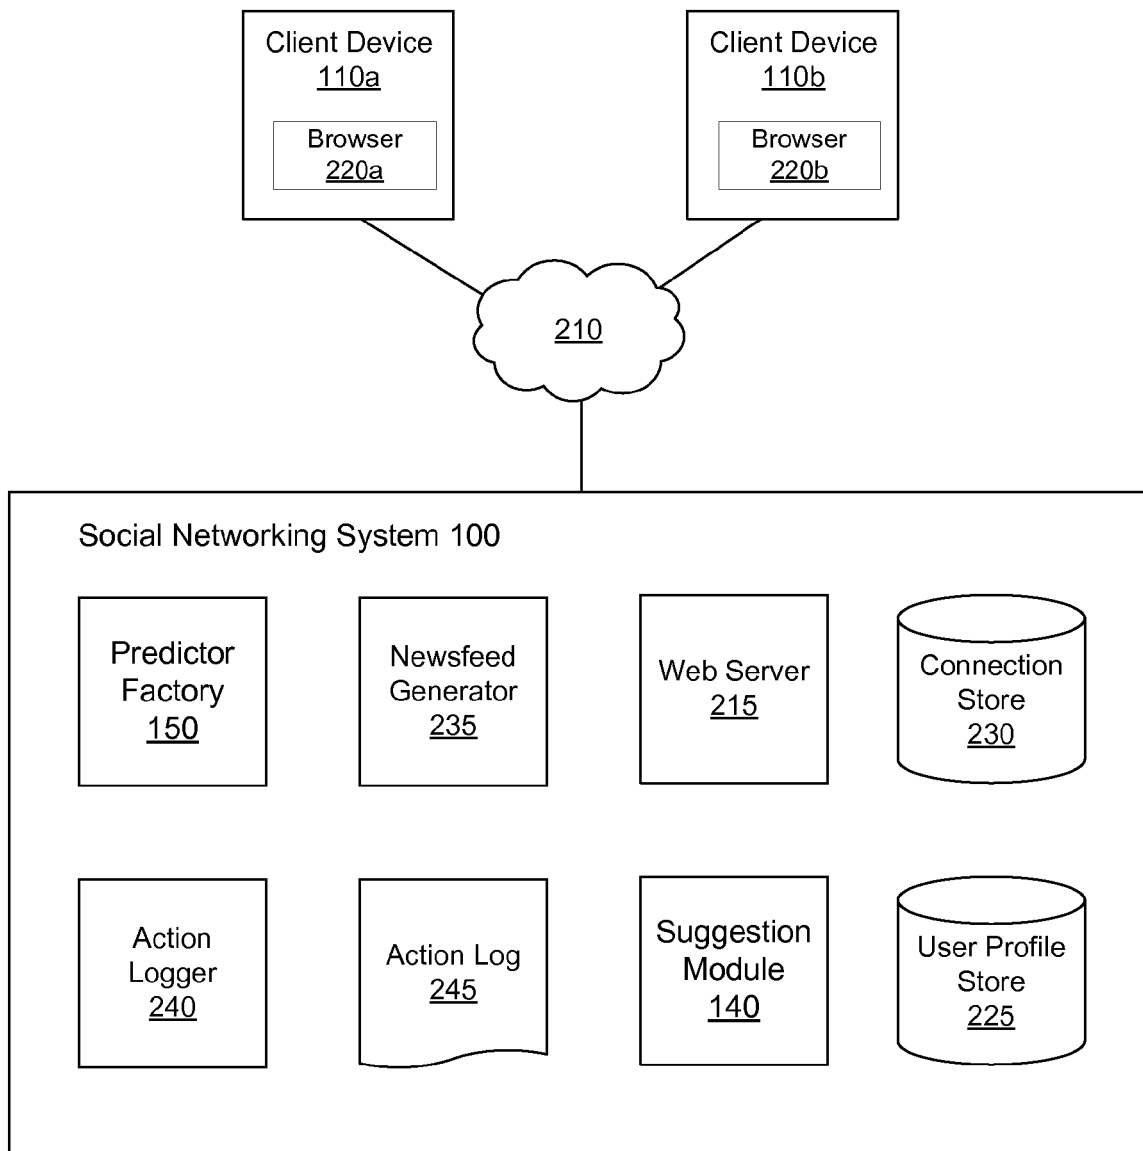 Client Device
110a
Browser
220a
Client Device
110b
Browser
220b
210
Social Networking System 100
Predictor
Factory
150
Newsfeed
Generator
235
Web Server
215
Connection
Store
230
Action
Logger
240
Action Log
245
Suggestion
Module
140
User Profile
Store
225